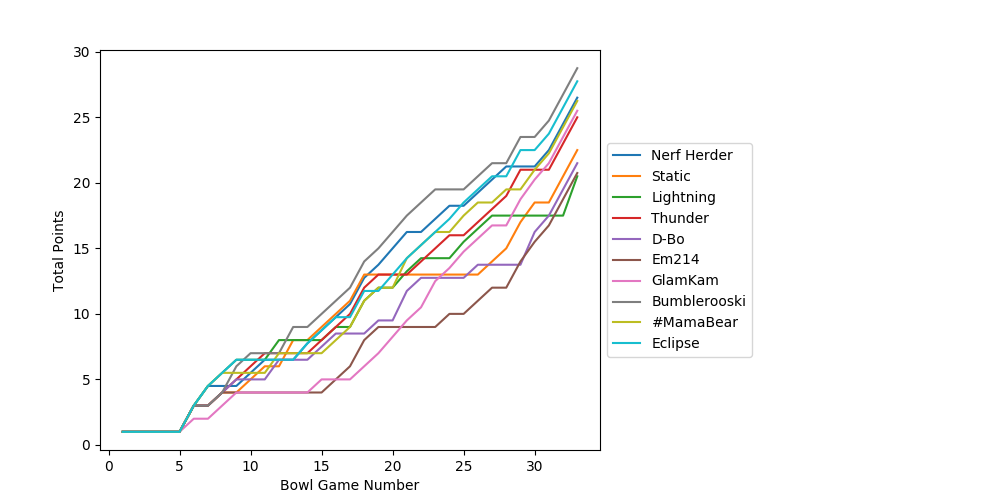 30
25
20
15
10
5
0
Total Points
0 5 10 15 20 25 30
Bowl Game Number
Nerf Herder
Static
Lightning
Thunder
D-Bo
Em214
GlamKam
Bumblerooski
#MamaBear
Eclipse